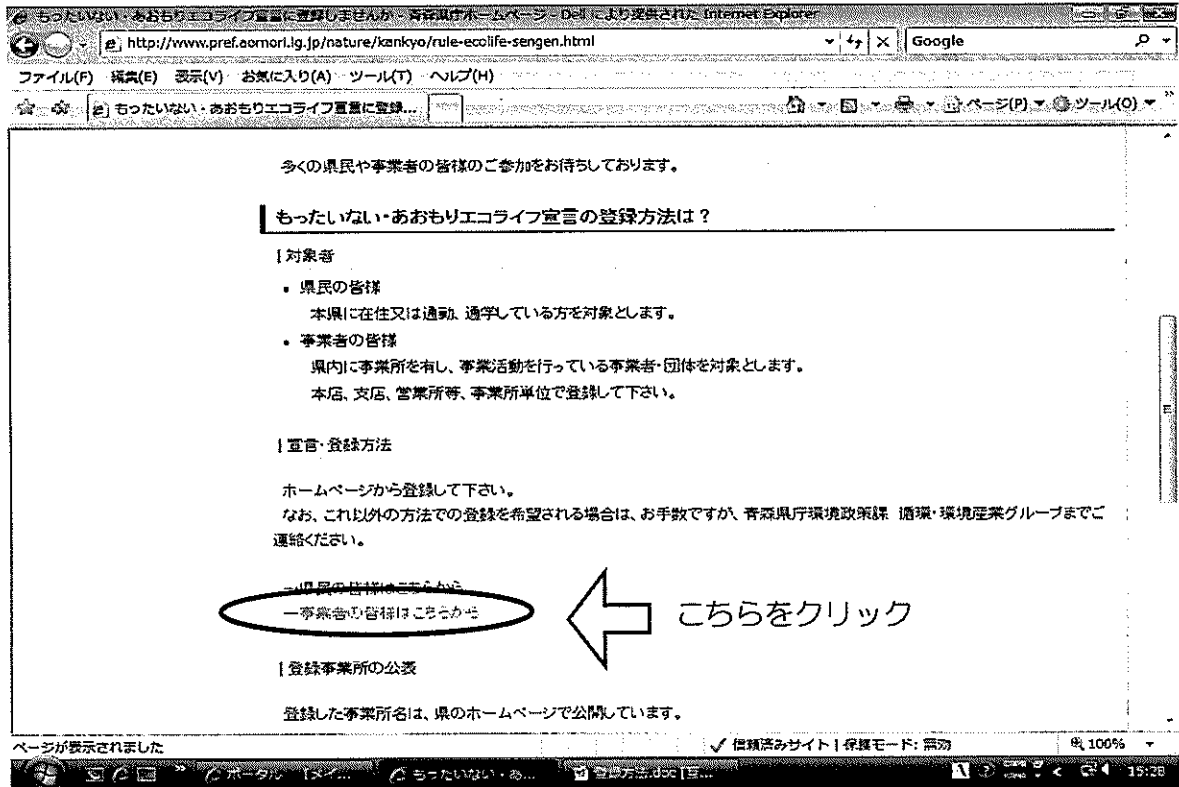 もったいない・あおもりエコライフ宣言に登録しませんか - 青森県庁ホームページ - Dell により提供された Internet Explorer
http://www.pref.aomori.lg.jp/nature/kankyo/rule-ecolife-sengen.html
Google
ファイル(F) 編集(E) 表示(V) お気に入り(A) ツール(T) ヘルプ(H)
もったいない・あおもりエコライフ宣言に登録...
ページ(P) ツール(O)
多くの県民や事業者の皆様のご参加をお待ちしております。
もったいない・あおもりエコライフ宣言の登録方法は？
対象者
・県民の皆様
本県に在住又は通勤、通学している方を対象とします。
・事業者の皆様
県内に事業所を有し、事業活動を行っている事業者・団体を対象とします。
本店、支店、営業所等、事業所単位で登録して下さい。
宣言・登録方法
ホームページから登録して下さい。
なお、これ以外の方法での登録を希望される場合は、お手数ですが、青森県庁環境政策課 循環・環境産業グループまでご
連絡ください。
→県民の皆様はこちらから
→事業者の皆様はこちらから
こちらをクリック
登録事業所の公表
登録した事業所名は、県のホームページで公開しています。
ページが表示されました
信頼済みサイト | 保護モード: 無効
100%
ポータル
もったいない・あ...
登録方法.doc
15:28